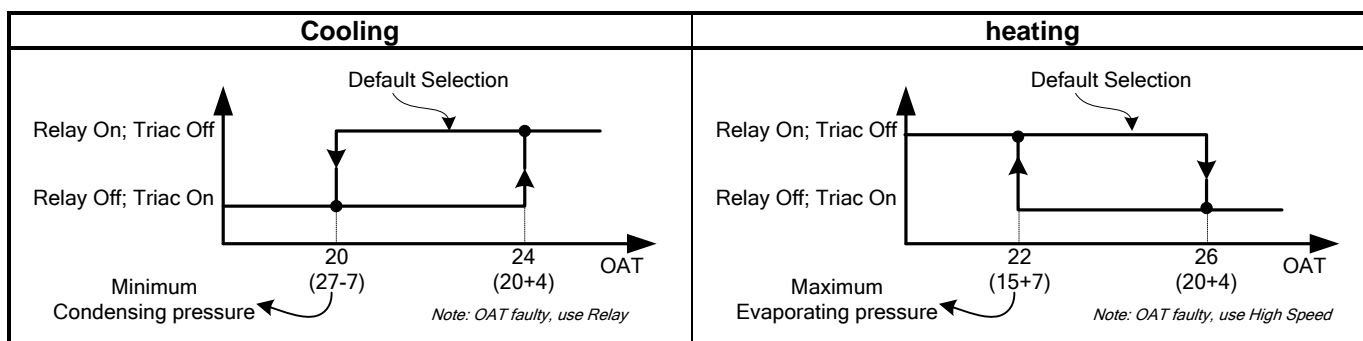 Cooling
Default Selection
Relay On; Triac Off
Relay Off; Triac On
20
24
OAT
(27-7)
(20+4)
Minimum
Condensing pressure
Note: OAT faulty, use Relay
heating
Default Selection
Relay On; Triac Off
Relay Off; Triac On
22
26
OAT
(15+7)
(20+4)
Maximum
Evaporating pressure
Note: OAT faulty, use High Speed